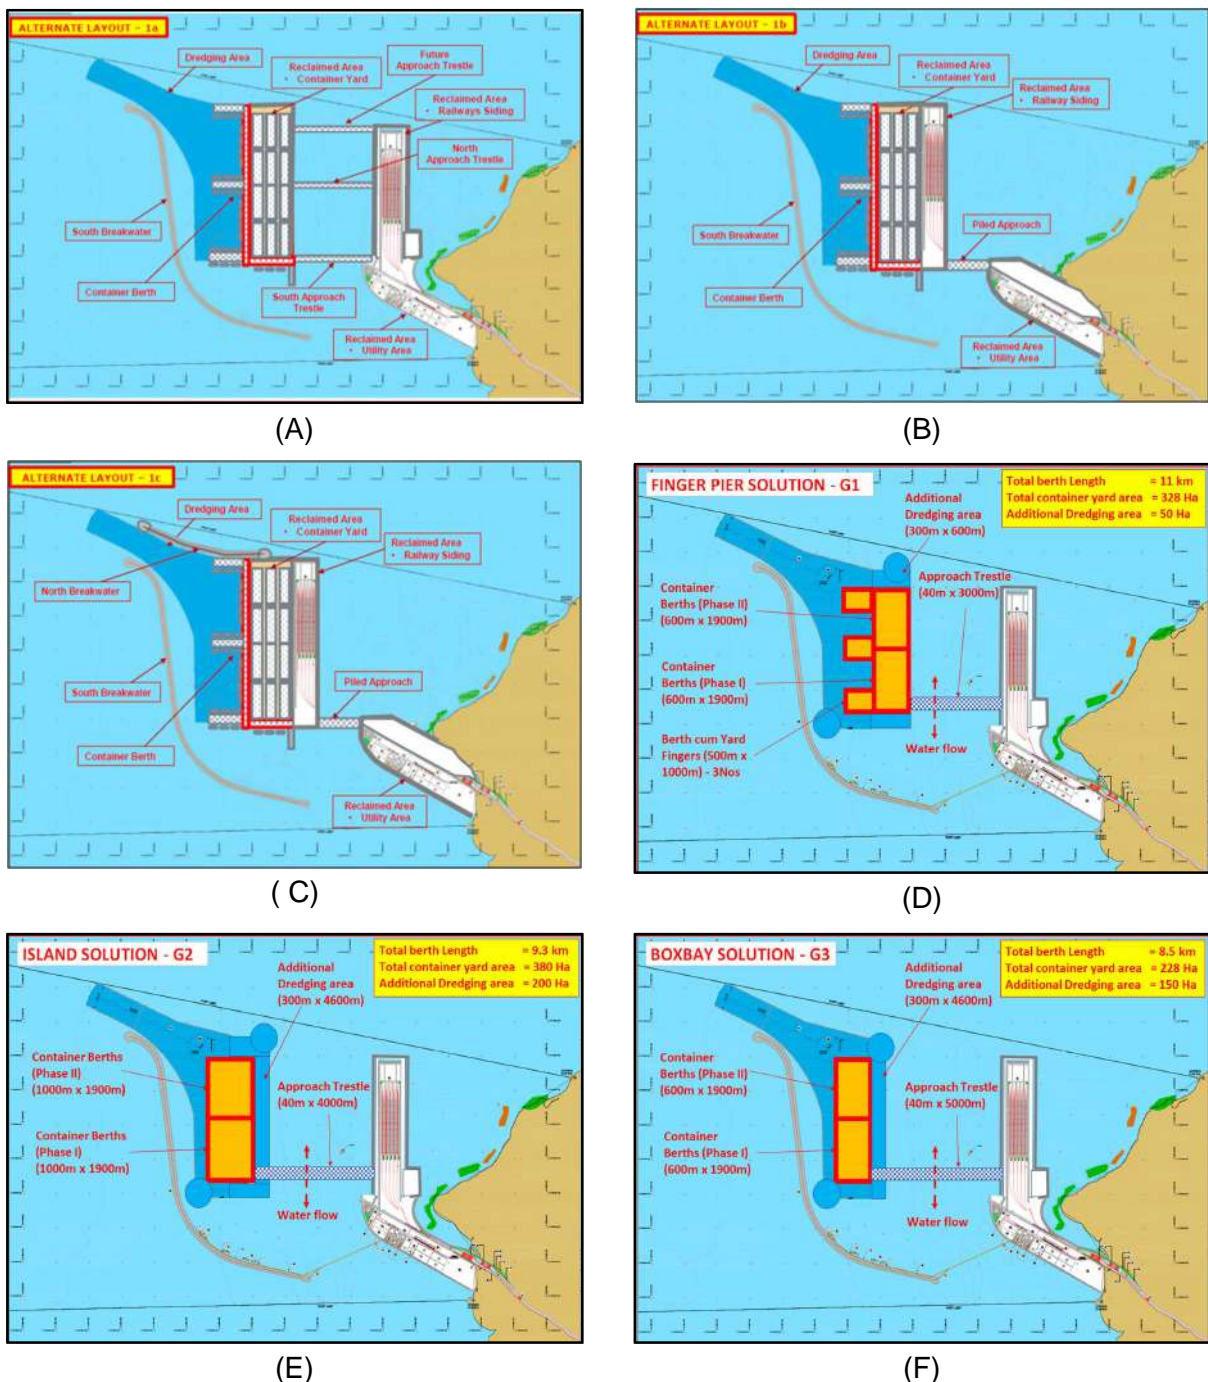 ALTERNATE LAYOUT – 1a
Dredging Area
Reclaimed Area
• Container Yard
Future
Approach Trestle
Reclaimed Area
• Railways Siding
North
Approach Trestle
South Breakwater
Container Berth
South Approach
Trestle
Reclaimed Area
• Utility Area
(A)
ALTERNATE LAYOUT – 1b
Dredging Area
Reclaimed Area
• Container Yard
Reclaimed Area
• Railway Siding
South Breakwater
Piled Approach
Container Berth
Reclaimed Area
• Utility Area
(B)
ALTERNATE LAYOUT – 1c
Dredging Area
Reclaimed Area
• Container Yard
Reclaimed Area
• Railway Siding
North Breakwater
South Breakwater
Piled Approach
Container Berth
Reclaimed Area
• Utility Area
( C)
FINGER PIER SOLUTION - G1
Total berth Length = 11 km
Total container yard area = 328 Ha
Additional Dredging area = 50 Ha
Additional
Dredging area
(300m x 600m)
Approach Trestle
(40m x 3000m)
Container
Berths (Phase II)
(600m x 1900m)
Container
Berths (Phase I)
(600m x 1900m)
Berth cum Yard
Fingers (500m x
1000m) - 3Nos
Water flow
(D)
ISLAND SOLUTION - G2
Total berth Length = 9.3 km
Total container yard area = 380 Ha
Additional Dredging area = 200 Ha
Additional
Dredging area
(300m x 4600m)
Container Berths
(Phase II)
(1000m x 1900m)
Approach Trestle
(40m x 4000m)
Container Berths
(Phase I)
(1000m x 1900m)
Water flow
(E)
BOXBAY SOLUTION - G3
Total berth Length = 8.5 km
Total container yard area = 228 Ha
Additional Dredging area = 150 Ha
Additional
Dredging area
(300m x 4600m)
Container
Berths (Phase II)
(600m x 1900m)
Approach Trestle
(40m x 5000m)
Container
Berths (Phase I)
(600m x 1900m)
Water flow
(F)